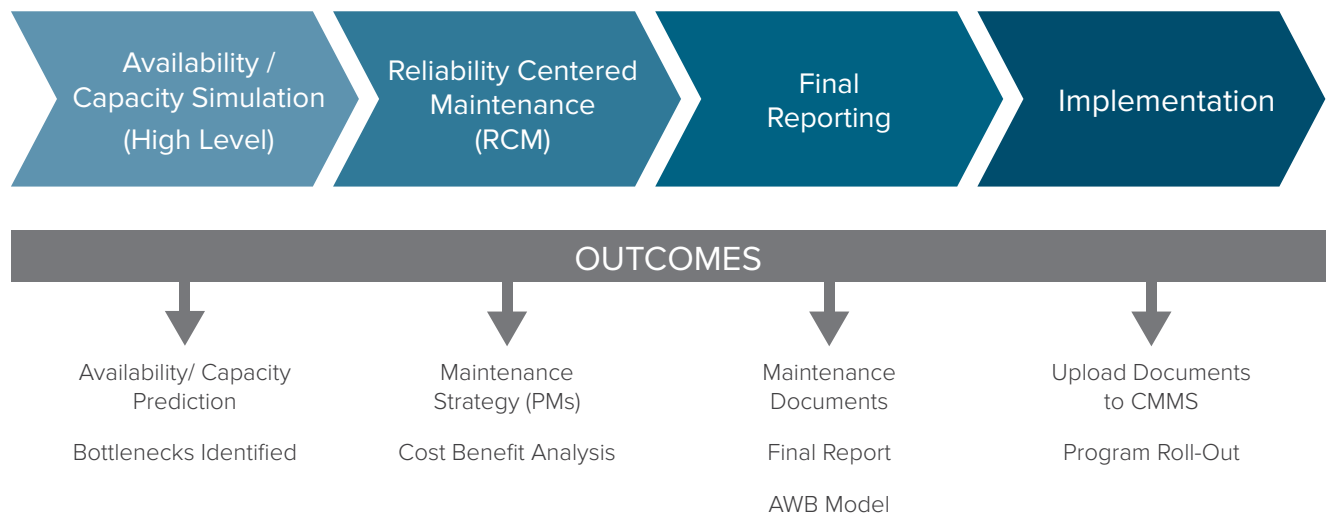 Availability /
Capacity Simulation
(High Level)
Reliability Centered
Maintenance
(RCM)
Final
Reporting
Implementation
OUTCOMES
Availability/ Capacity
Prediction
Bottlenecks Identified
Maintenance
Strategy (PMs)
Cost Benefit Analysis
Maintenance
Documents
Final Report
AWB Model
Upload Documents
to CMMS
Program Roll-Out